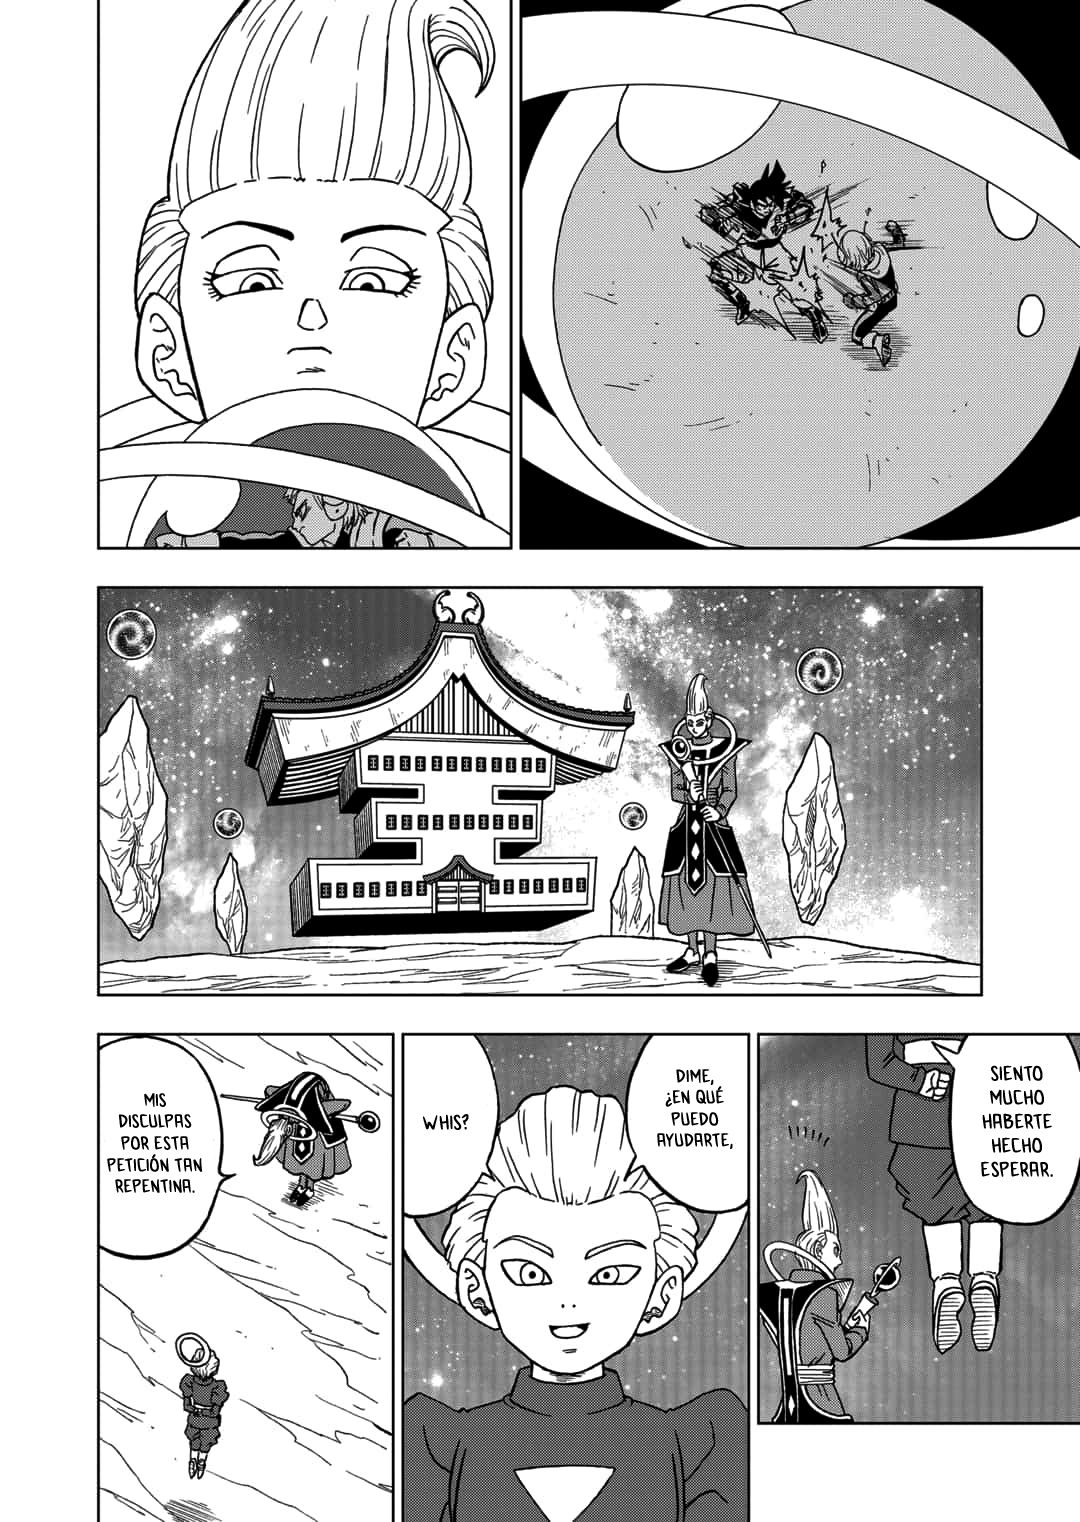 SIENTO
MUCHO
HABERTE
HECHO
ESPERAR.
DIME,
¿EN QUÉ
PUEDO
AYUDARTE,
WHIS?
MIS
DISCULPAS
POR ESTA
PETICIÓN TAN
REPENTINA.